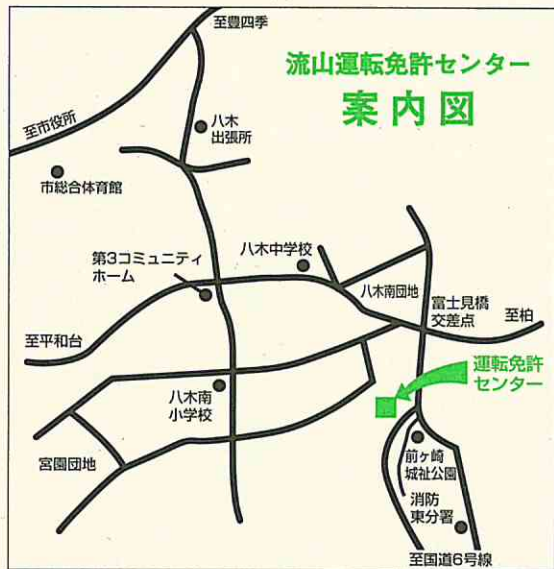 至豊四季
流山運転免許センター
案内図
八木
出張所
至市役所
市総合体育館
第3コミュニティ
ホーム
八木中学校
八木南団地
富士見橋
交差点
至柏
至平和台
運転免許
センター
八木南
小学校
前ヶ崎
城祉公園
宮園団地
消防
東分署
至国道6号線